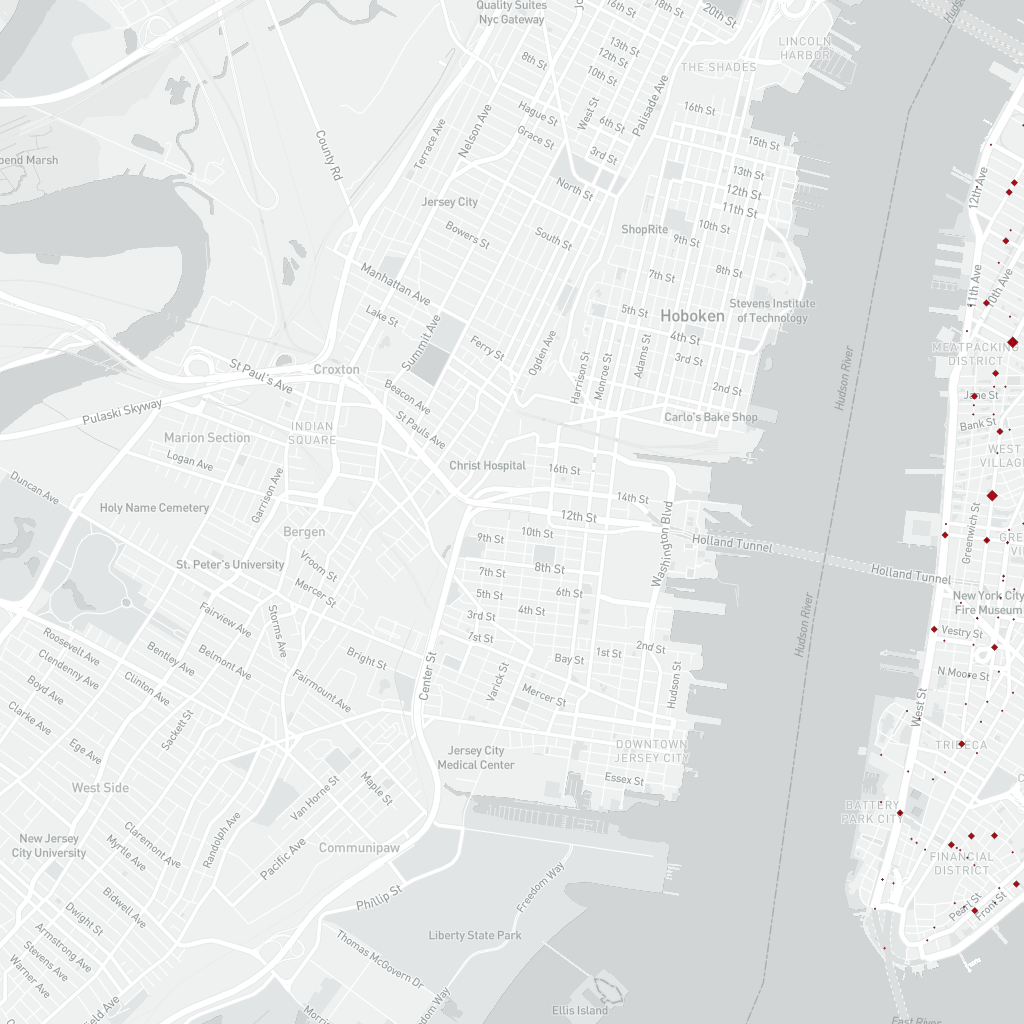 Quality Suites
Nyc Gateway
16th St
18th St
20th St
13th St
12th St
10th St
8th St
LINCOLN
HARBOR
THE SHADES
Hudson River
County Rd
Terrace Ave
Nelson Ave
Hague St
Grace St
West St
6th St
3rd St
Palisade Ave
16th St
15th St
13th St
12th St
11th St
12th Ave
Jersey City
North St
South St
Bowers St
ShopRite
9th St
8th St
7th St
Manhattan Ave
Lake St
Summit Ave
Ferry St
Ogden Ave
5th St
Hoboken
Stevens Institute
of Technology
4th St
3rd St
2nd St
Adams St
Monroe St
Harrison St
11th Ave
10th Ave
MEATPACKING
DISTRICT
Jane St
Bank St
Hudson River
St Paul's Ave
Croxton
Beacon Ave
St Pauls Ave
Pulaski Skyway
INDIAN
SQUARE
Marion Section
Logan Ave
Carlo's Bake Shop
Christ Hospital
16th St
14th St
12th St
10th St
9th St
8th St
7th St
6th St
5th St
4th St
3rd St
Duncan Ave
Holy Name Cemetery
Garrison Ave
Bergen
St. Peter's University
Vroom St
Mercer St
Washington Blvd
Holland Tunnel
Holland Tunnel
Greenwich St
New York City
Fire Museum
Vestry St
N Moore St
West St
TRIBECA
BATTERY
PARK CITY
FINANCIAL
DISTRICT
Pearl St
Front St
East River
Hudson River
Fairview Ave
Storms Ave
Roosevelt Ave
Clendenny Ave
Bentley Ave
Belmont Ave
Boyd Ave
Clinton Ave
Fairmount Ave
Bright St
Center St
7st St
Bay St
1st St
2nd St
Varick St
Mercer St
Hudson St
Clarke Ave
Ege Ave
Sackett St
West Side
Jersey City
Medical Center
DOWNTOWN
JERSEY CITY
Essex St
Maple St
Van Horne St
Randolph Ave
Pacific Ave
Communipaw
New Jersey
City University
Claremont Ave
Myrtle Ave
Bidwell Ave
Dwight St
Armstrong Ave
Stevens Ave
Warner Ave
Phillip St
Freedom Way
Liberty State Park
Thomas McGovern Dr
Ellis Island